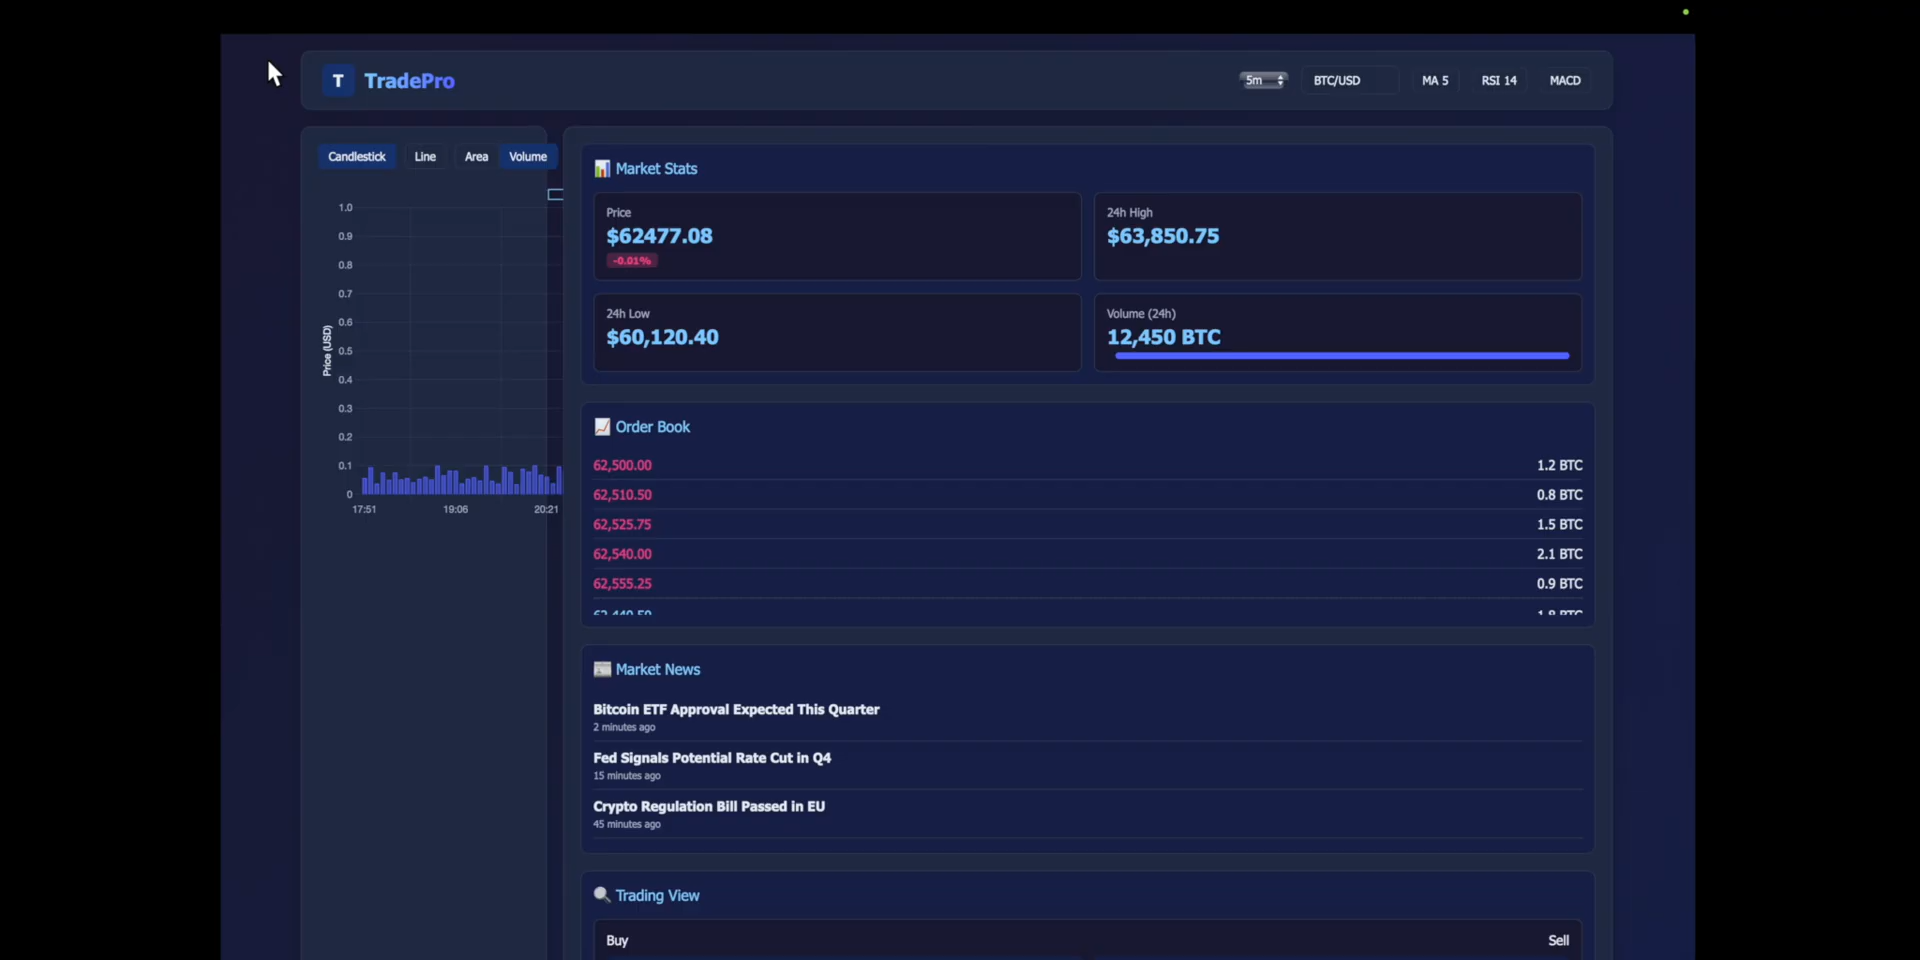 T TradePro
5m BTC/USD MA 5 RSI 14 MACD
Candlestick Line Area Volume
1.0
0.9
0.8
0.7
0.6
0.5
0.4
0.3
0.2
0.1
0
Price (USD)
17:51 19:06 20:21
Market Stats
Price
$62477.08
-0.01%
24h High
$63,850.75
24h Low
$60,120.40
Volume (24h)
12,450 BTC
Order Book
62,500.00 1.2 BTC
62,510.50 0.8 BTC
62,525.75 1.5 BTC
62,540.00 2.1 BTC
62,555.25 0.9 BTC
Market News
Bitcoin ETF Approval Expected This Quarter
2 minutes ago
Fed Signals Potential Rate Cut in Q4
15 minutes ago
Crypto Regulation Bill Passed in EU
45 minutes ago
Trading View
Buy Sell